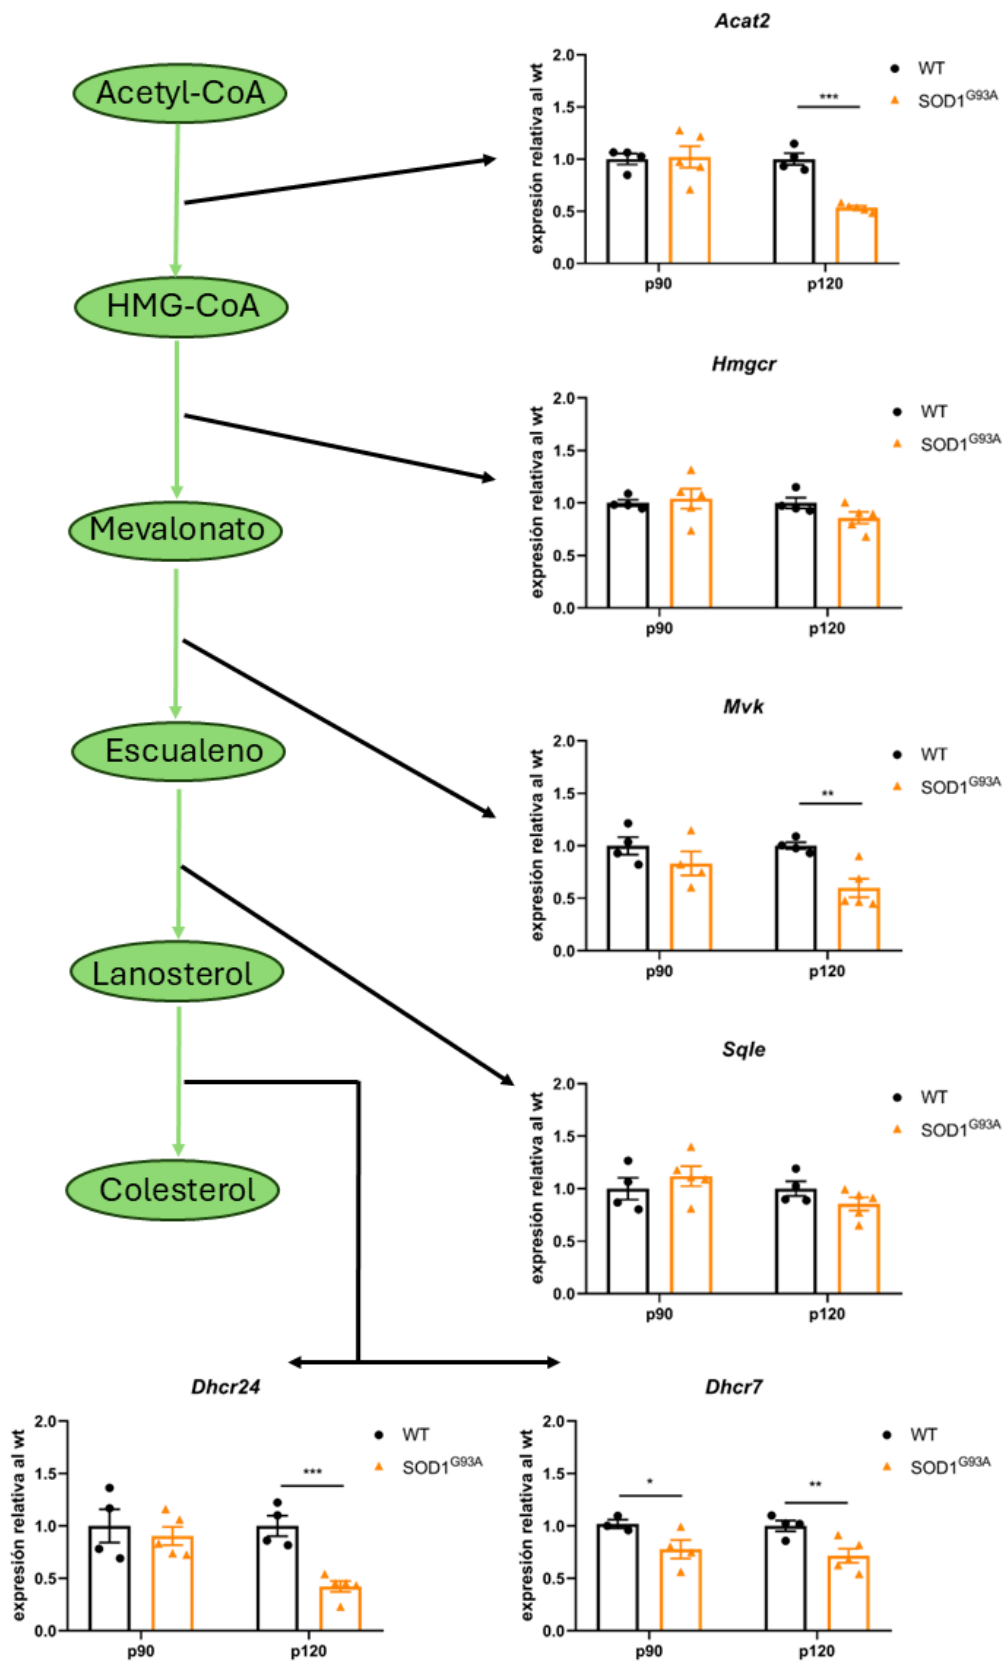 Acetyl-CoA
HMG-CoA
Mevalonato
Escualeno
Lanosterol
Colesterol
Acat2
expresión relativa al wt
2.0
1.5
1.0
0.5
0.0
***
p90
p120
WT
SOD1G93A
Hmgcr
expresión relativa al wt
2.0
1.5
1.0
0.5
0.0
p90
p120
WT
SOD1G93A
Mvk
expresión relativa al wt
2.0
1.5
1.0
0.5
0.0
**
p90
p120
WT
SOD1G93A
Sqle
expresión relativa al wt
2.0
1.5
1.0
0.5
0.0
p90
p120
WT
SOD1G93A
Dhcr24
expresión relativa al wt
2.0
1.5
1.0
0.5
0.0
***
p90
p120
WT
SOD1G93A
Dhcr7
expresión relativa al wt
2.0
1.5
1.0
0.5
0.0
*
**
p90
p120
WT
SOD1G93A